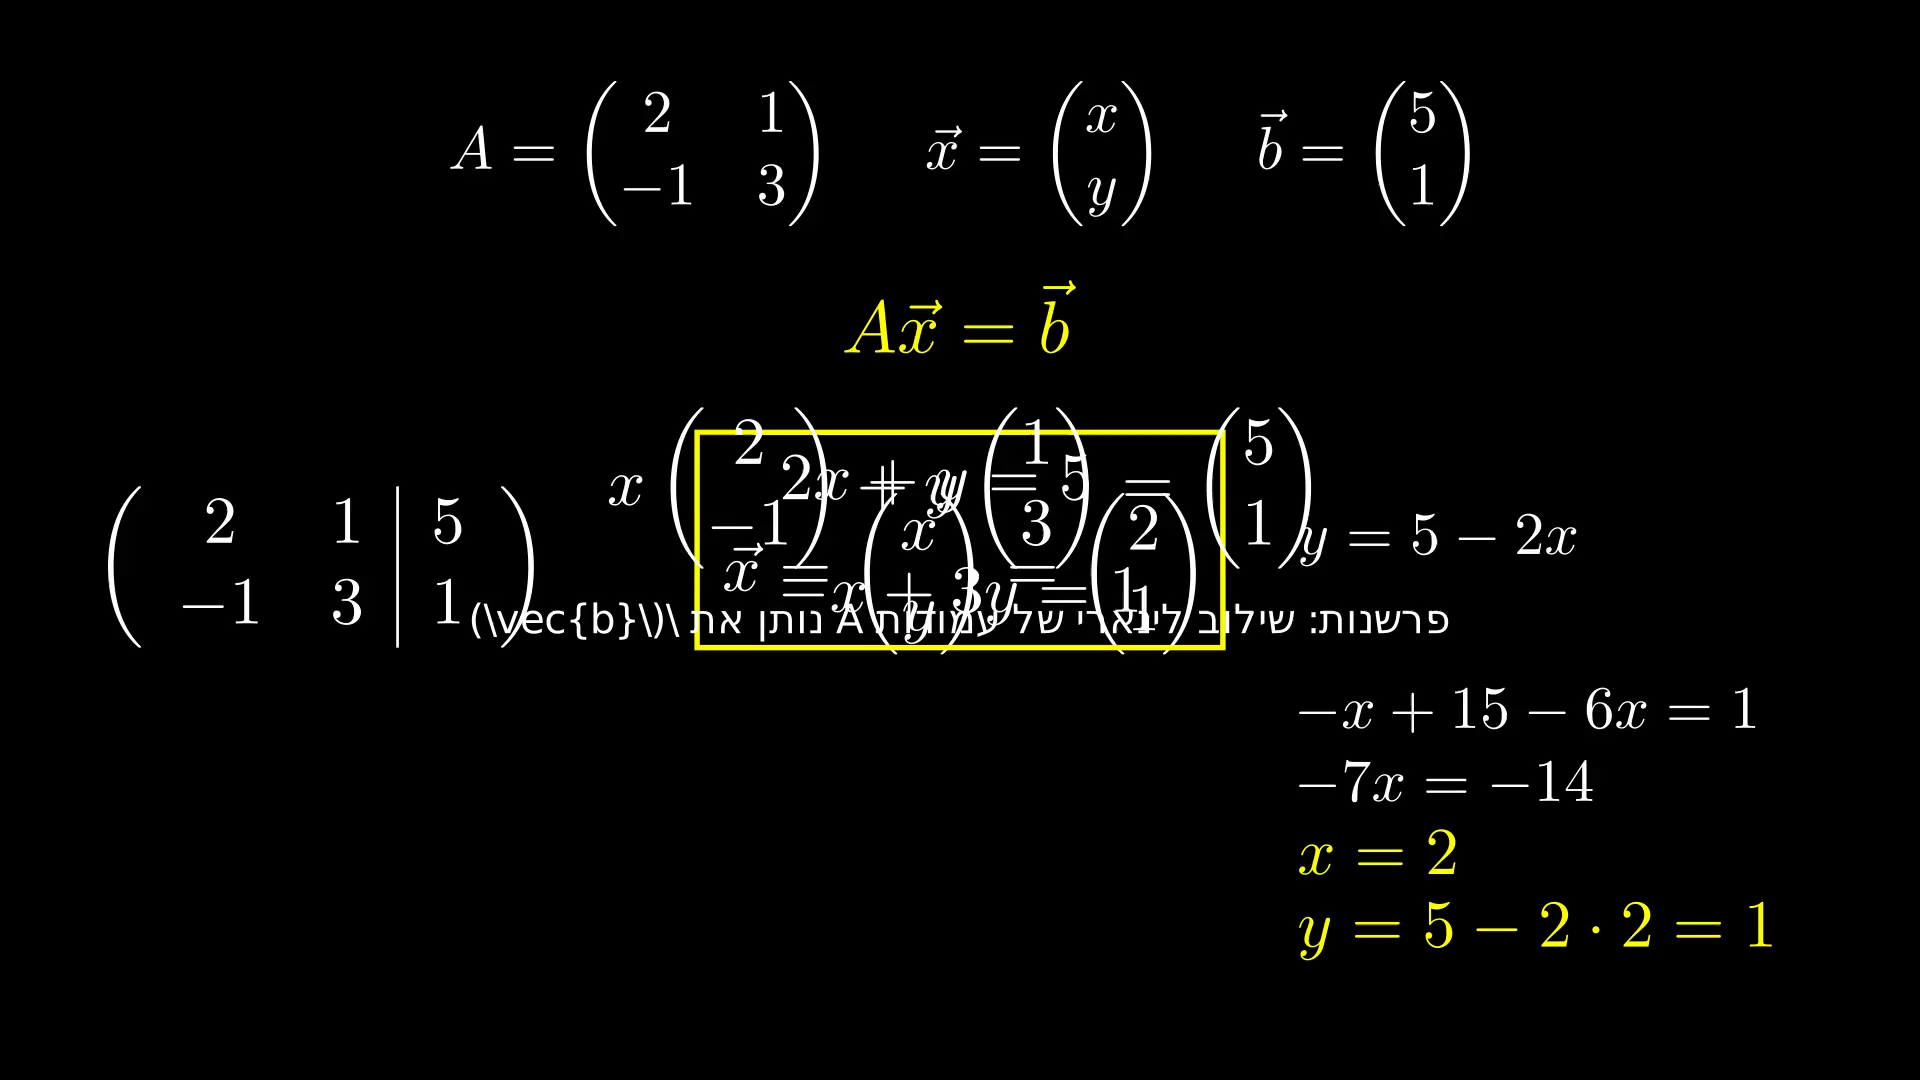 A = ( 2 1 ; −1 3 ) x⃗ = ( x ; y ) b⃗ = ( 5 ; 1 )
Ax⃗ = b⃗
( 2 1 | 5 ; −1 3 | 1 )
x ( 2 ; −1 ) + y ( 1 ; 3 ) = ( 5 ; 1 )
2x + y = 5
−x + 3y = 1
x⃗ = ( x ; y ) = ( 2 ; 1 )
פרשנות: שילוב לינארי של עמודות A נותן את \(\vec{b}\)
y = 5 − 2x
−x + 15 − 6x = 1
−7x = −14
x = 2
y = 5 − 2 · 2 = 1